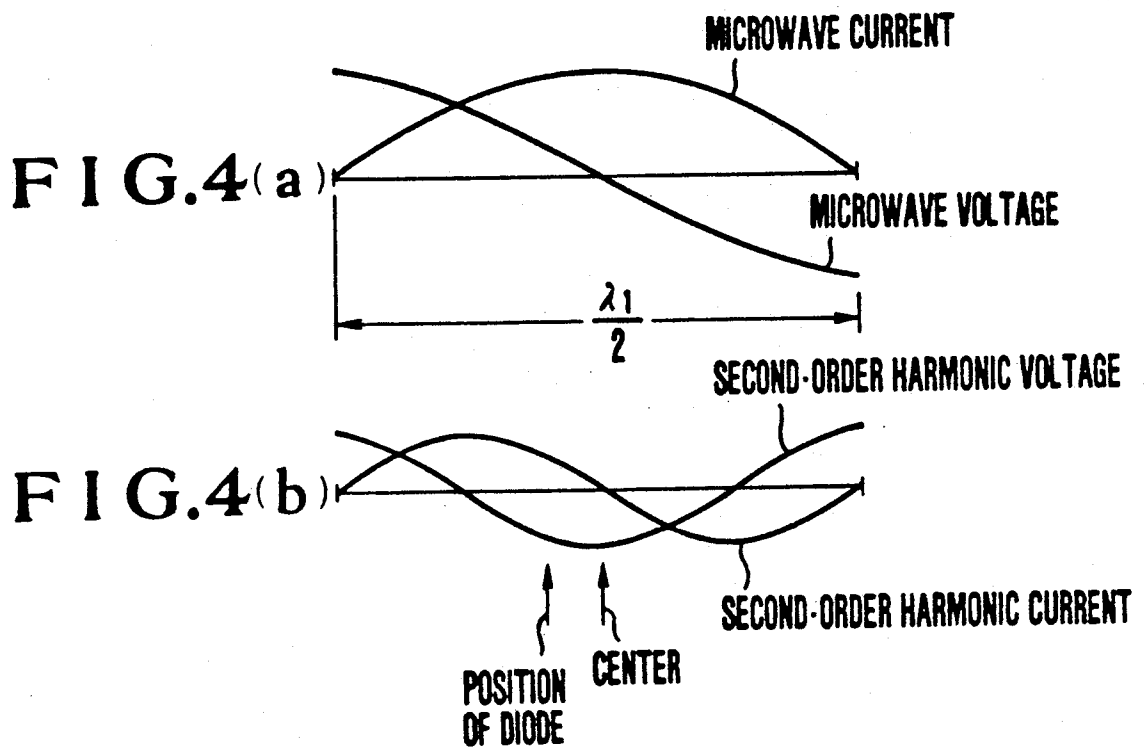 MICROWAVE CURRENT
FIG.4(a)
MICROWAVE VOLTAGE
λ1
2
SECOND-ORDER HARMONIC VOLTAGE
FIG.4(b)
SECOND-ORDER HARMONIC CURRENT
CENTER
POSITION
OF DIODE